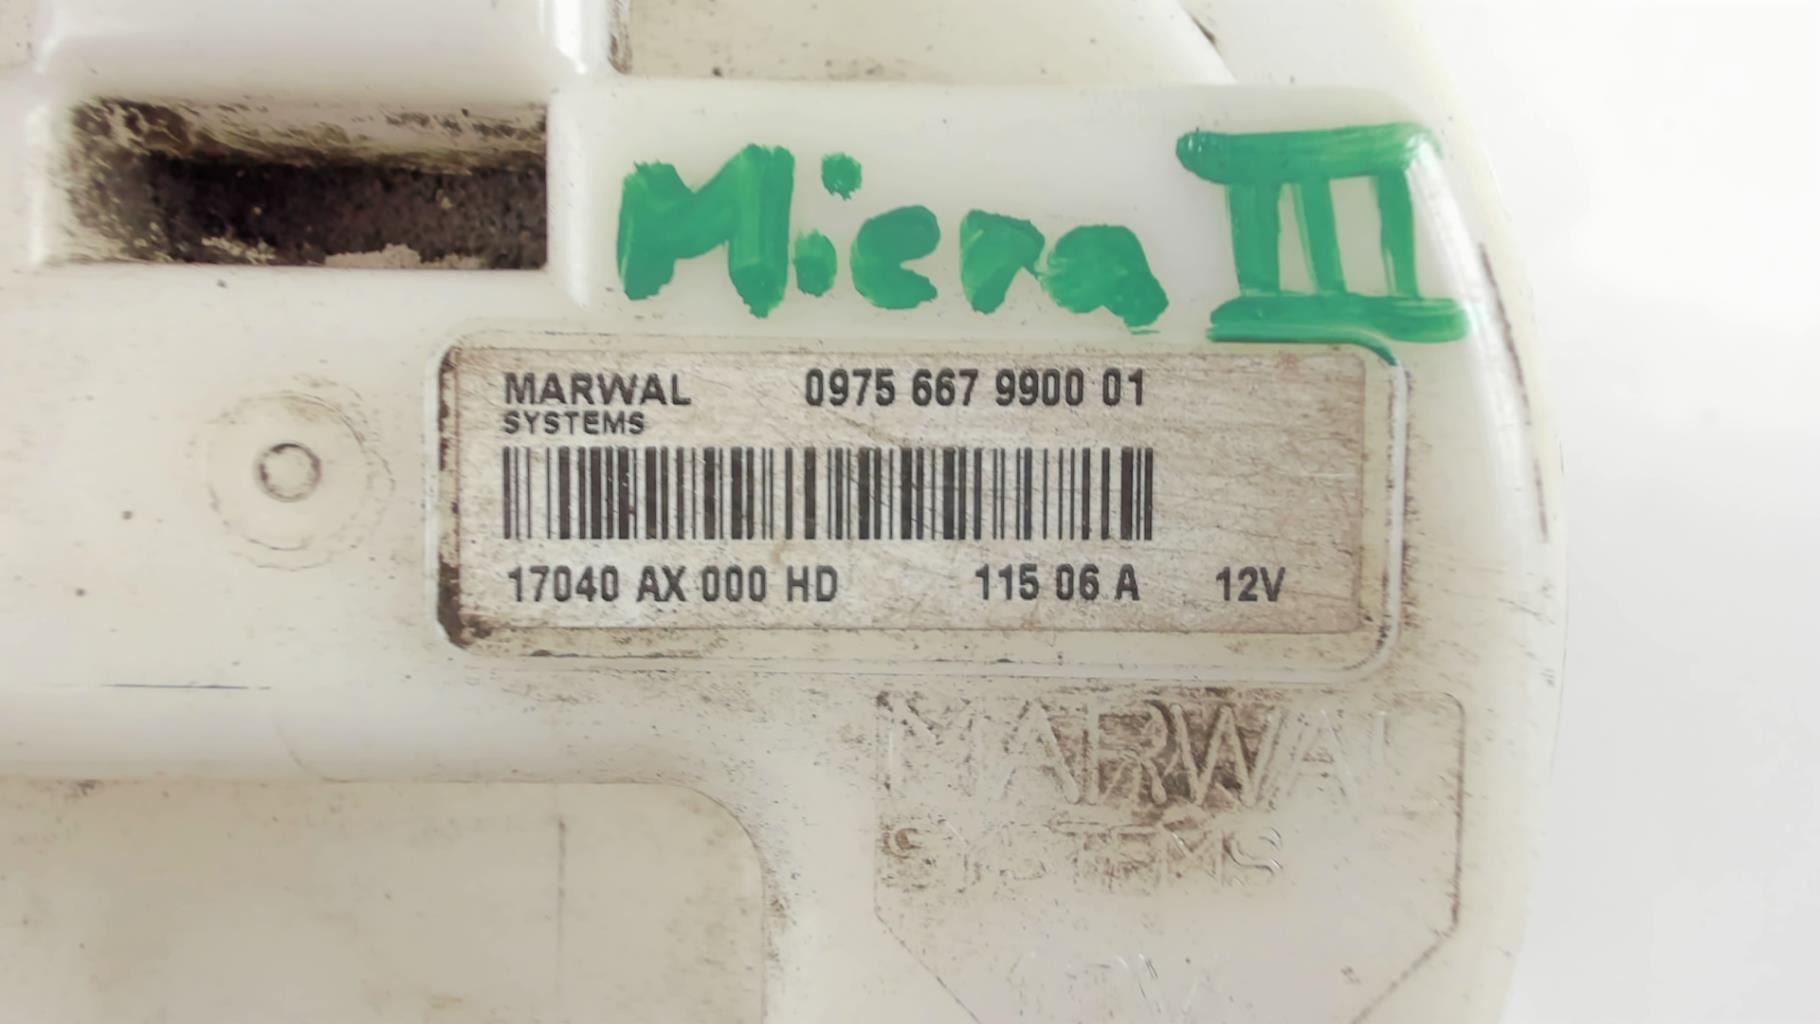 Micra III
MARWAL 0975 667 9900 01
SYSTEMS
17040 AX 000 HD 115 06 A 12V
MARWAL
SYSTEMS